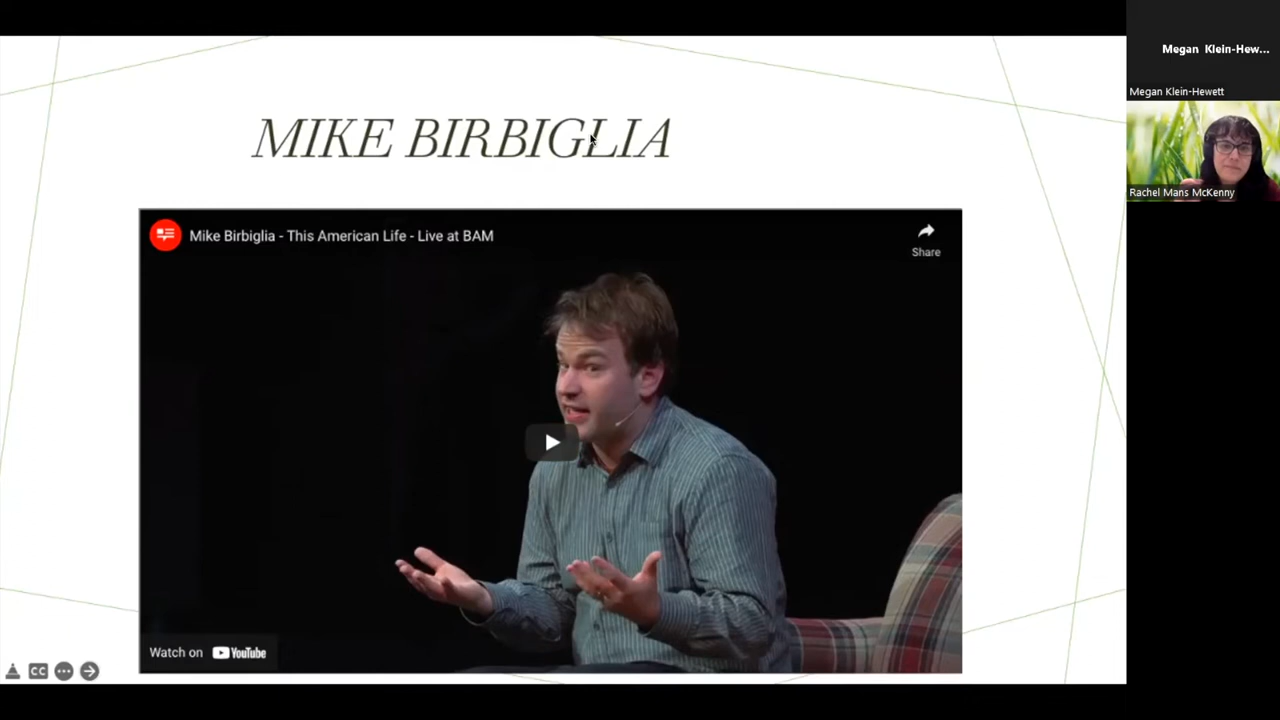 MIKE BIRBIGLIA
Mike Birbiglia - This American Life - Live at BAM
Share
Watch on YouTube
CC
Megan Klein-Hew...
Megan Klein-Hewett
Rachel Mans McKenny